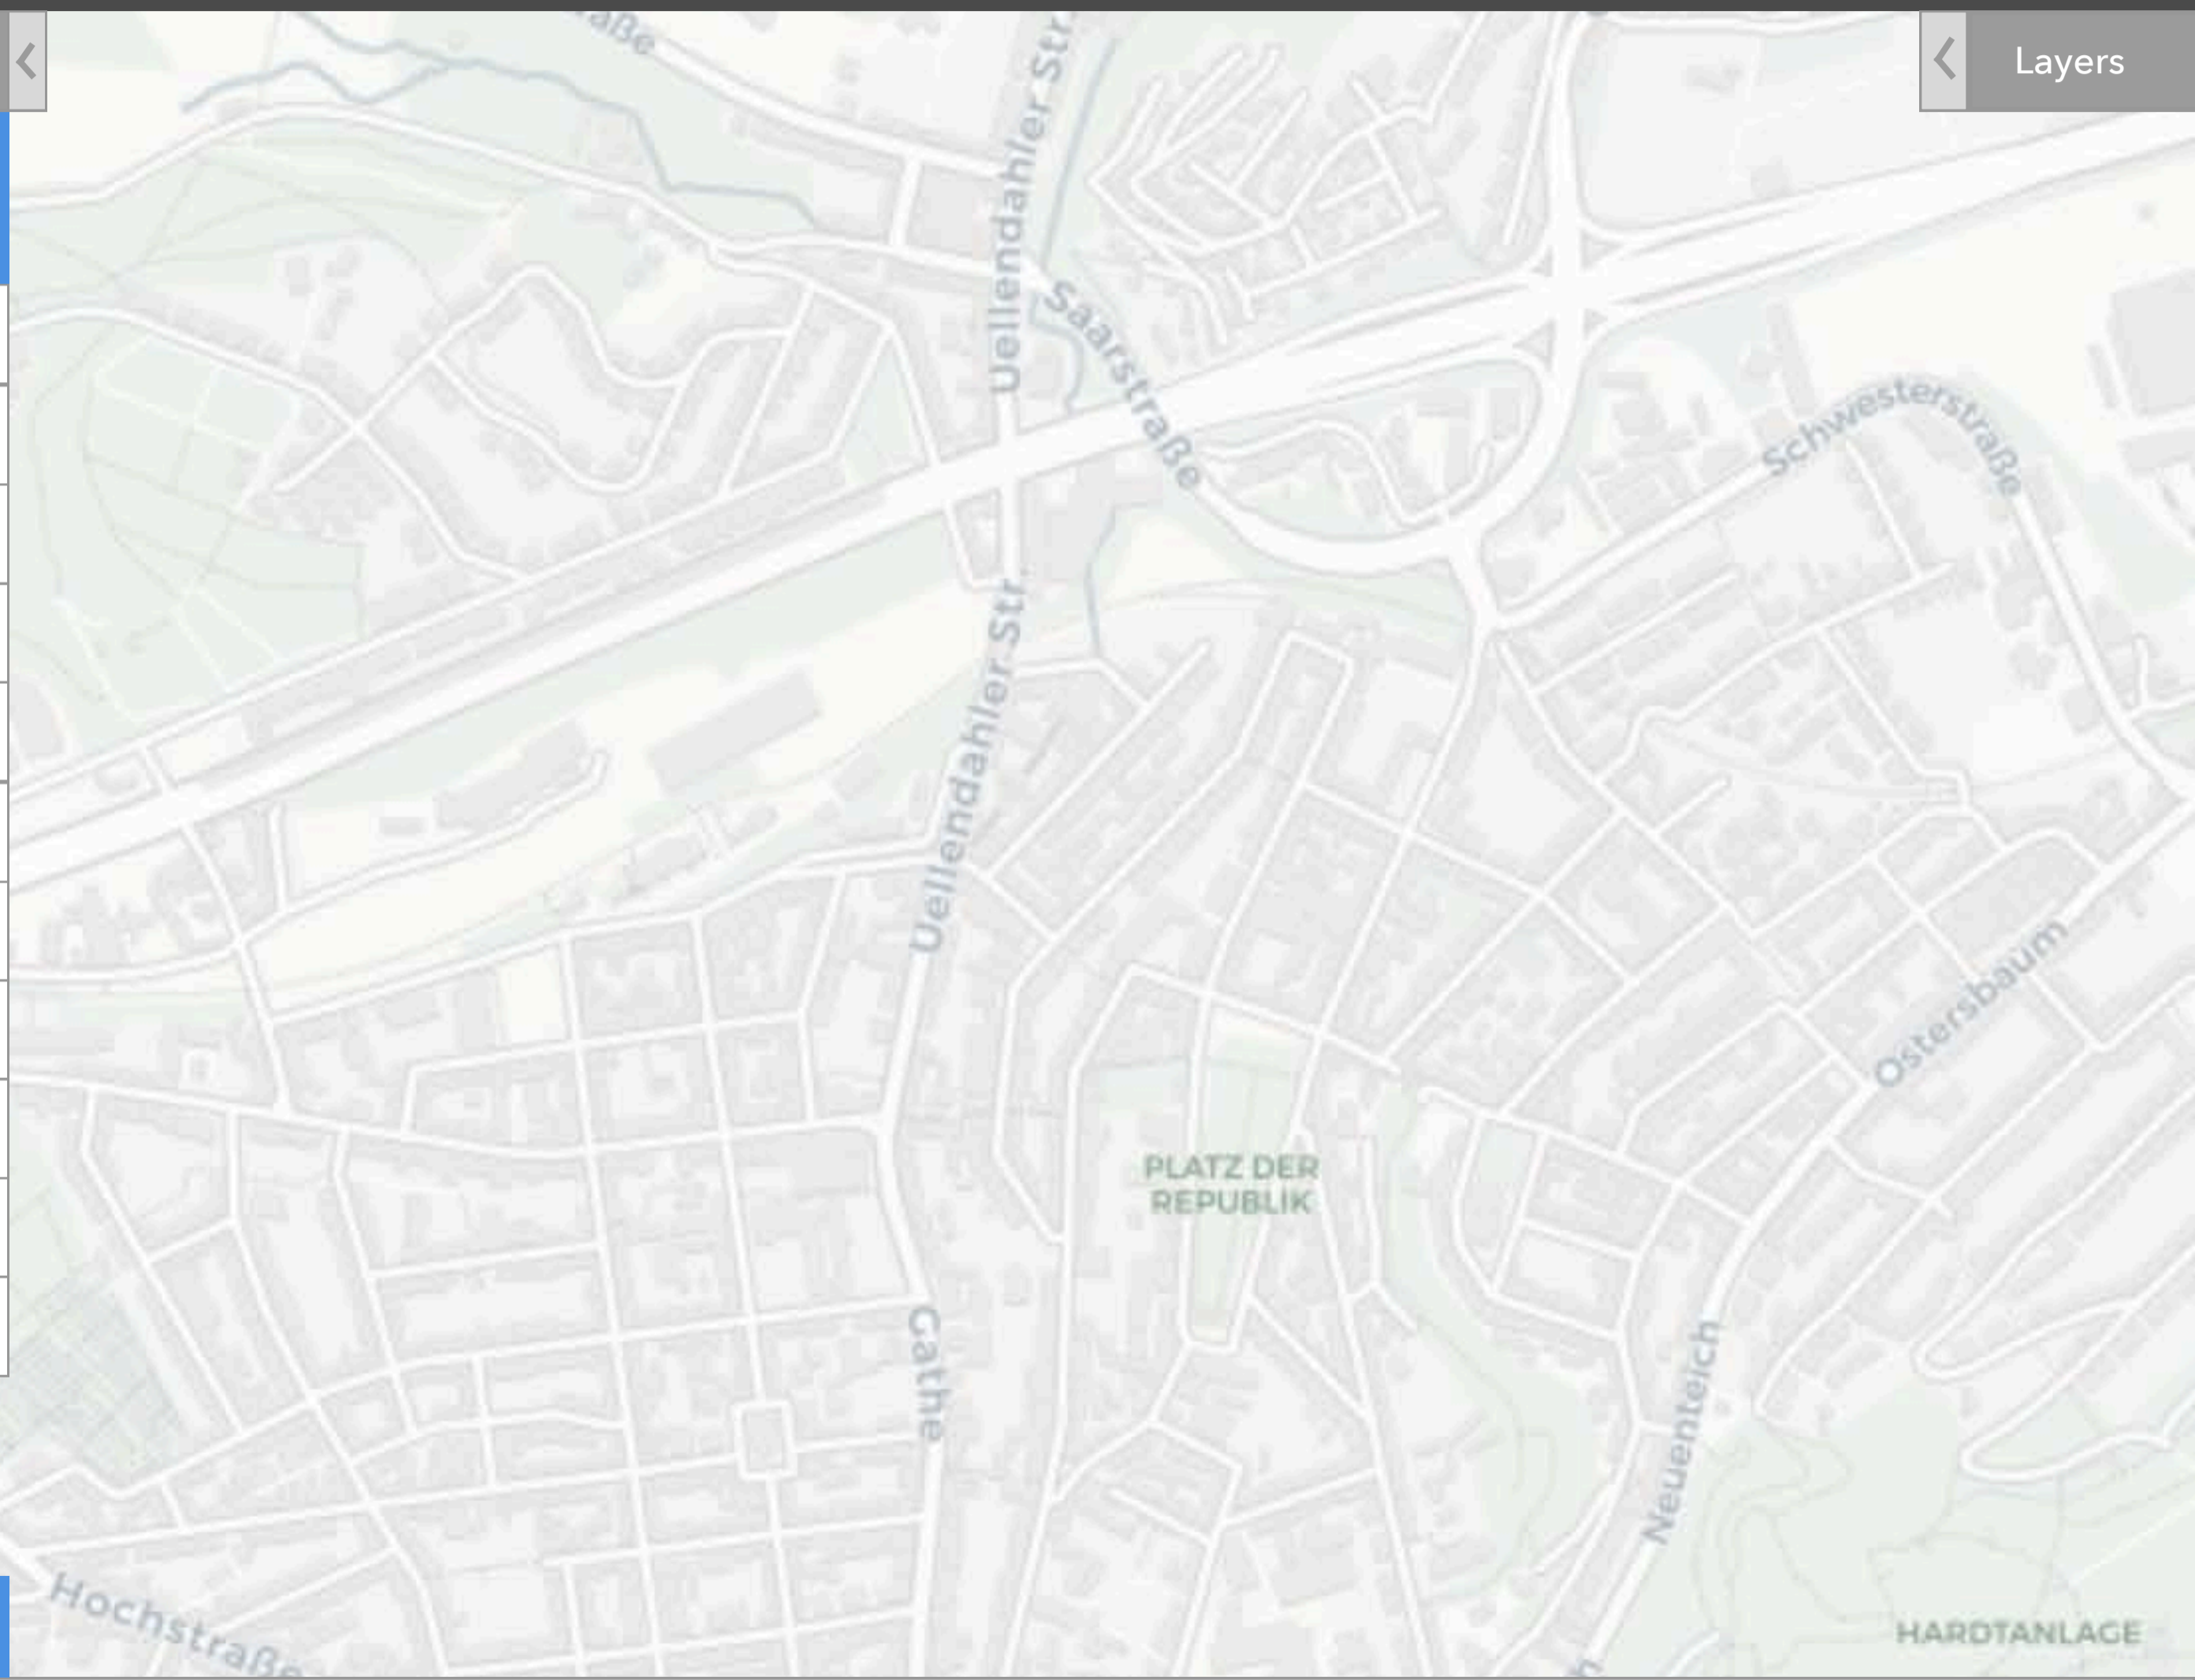 Layers
Uellendahler Str.
Saarstraße
Schwesterstraße
Uellendahler Str.
Ostersbaum
PLATZ DER
REPUBLIK
Gathe
Neuenteich
Hochstraße
HARDTANLAGE